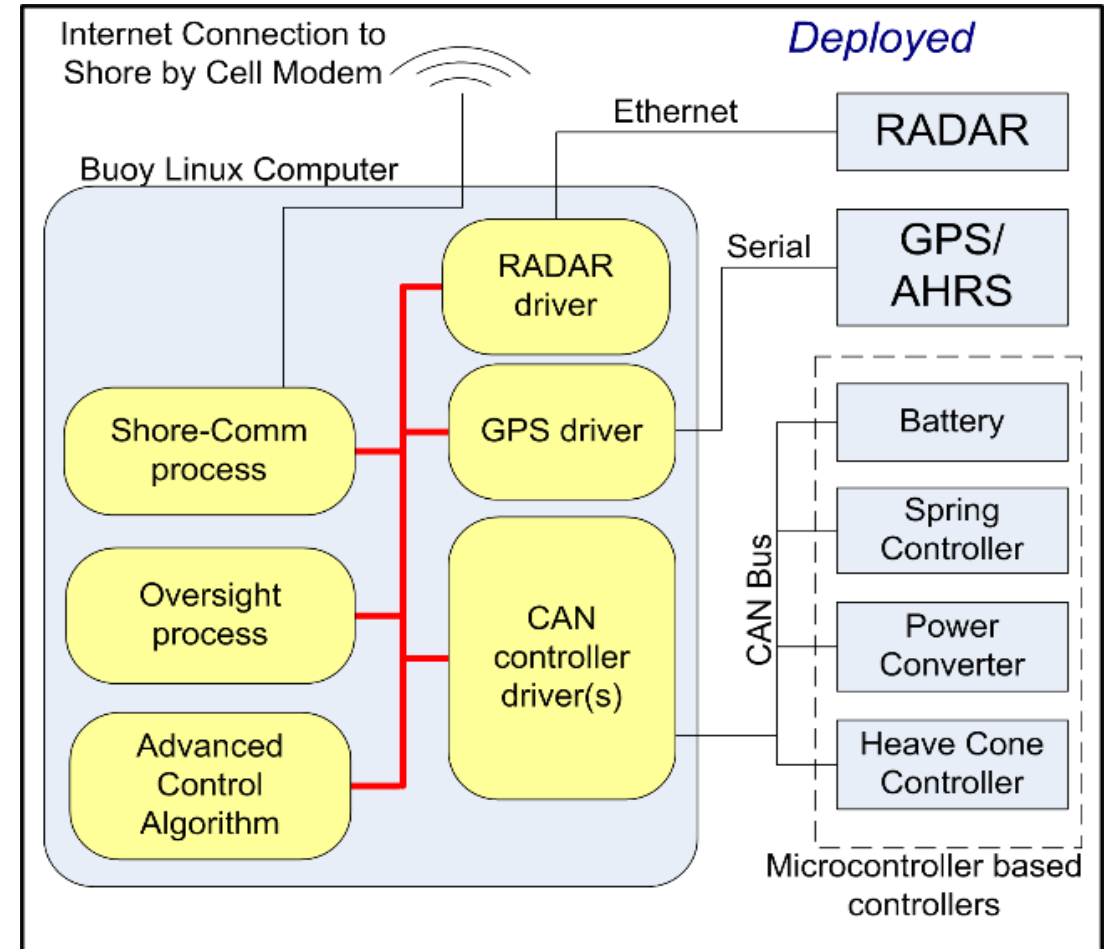 Internet Connection to
Shore by Cell Modem
Deployed
Ethernet
RADAR
Buoy Linux Computer
RADAR
driver
Serial
GPS/
AHRS
Shore-Comm
process
GPS driver
Battery
Spring
Controller
Oversight
process
CAN
controller
driver(s)
CAN Bus
Power
Converter
Advanced
Control
Algorithm
Heave Cone
Controller
Microcontroller based
controllers